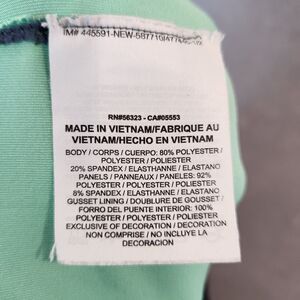 RN#56323 - CA#05553
MADE IN VIETNAM/FABRIQUE AU
VIETNAM/HECHO EN VIETNAM
BODY / CORPS / CUERPO: 80% POLYESTER /
POLYESTER / POLIESTER
20% SPANDEX / ELASTHANNE / ELASTANO
PANELS / PANNEAUX / PANELES: 92%
POLYESTER / POLYESTER / POLIESTER
8% SPANDEX / ELASTHANNE / ELASTANO
GUSSET LINING / DOUBLURE DE GOUSSET /
FORRO DEL PUENTE INTERIOR: 100%
POLYESTER / POLYESTER / POLIESTER
EXCLUSIVE OF DECORATION / DECORATION
NON COMPRISE / NO INCLUYE LA
DECORACION